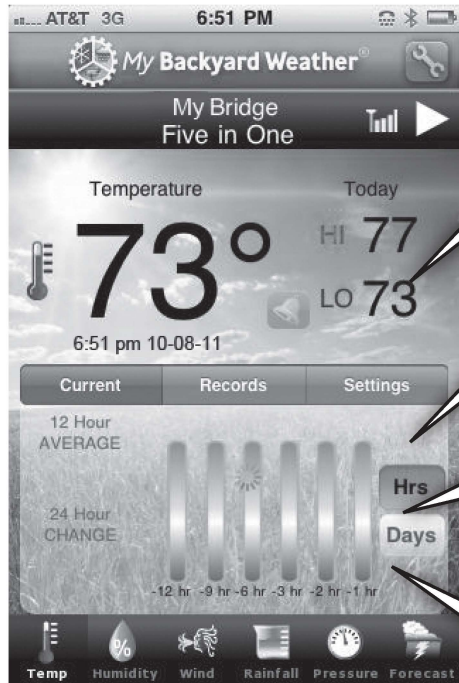 AT&T 3G 6:51 PM
My Backyard Weather®
My Bridge
Five in One
Temperature
Today
73°
HI 77
LO 73
6:51 pm 10-08-11
Current Records Settings
12 Hour
AVERAGE
24 Hour
CHANGE
Hrs
Days
-12 hr -9 hr -6 hr -3 hr -2 hr -1 hr
%
Temp Humidity Wind Rainfall Pressure Forecast